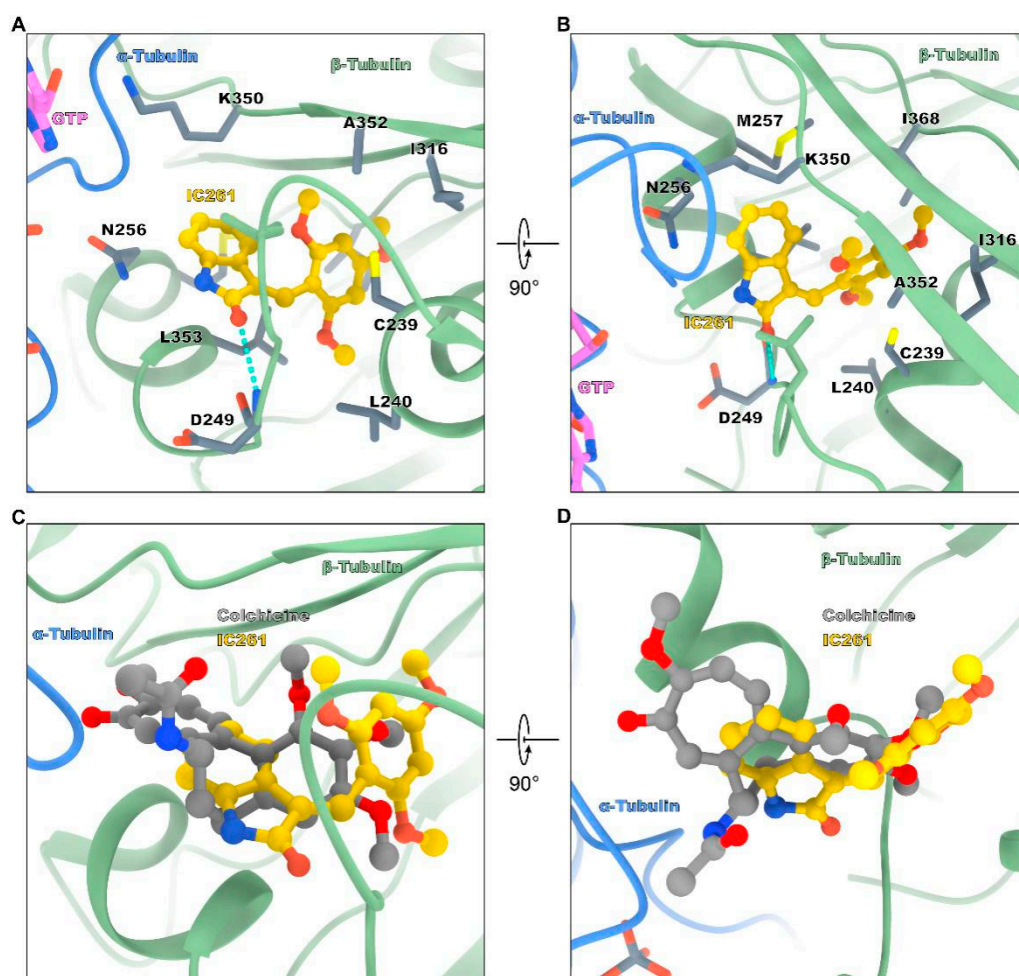 A
α-Tubulin
β-Tubulin
GTP
K350
A352
I316
IC261
N256
L353
C239
D249
L240
90°
B
β-Tubulin
α-Tubulin
M257
I368
K350
N256
I316
A352
IC261
C239
L240
GTP
D249
C
β-Tubulin
Colchicine
IC261
α-Tubulin
90°
D
β-Tubulin
Colchicine
IC261
α-Tubulin